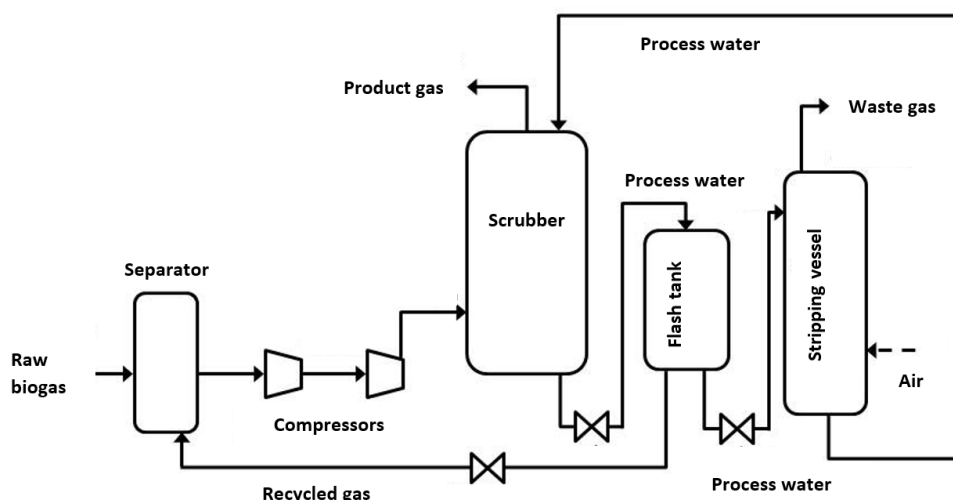 Process water
Product gas
Waste gas
Process water
Scrubber
Separator
Flash tank
Stripping vessel
Raw
biogas
Air
Compressors
Recycled gas
Process water